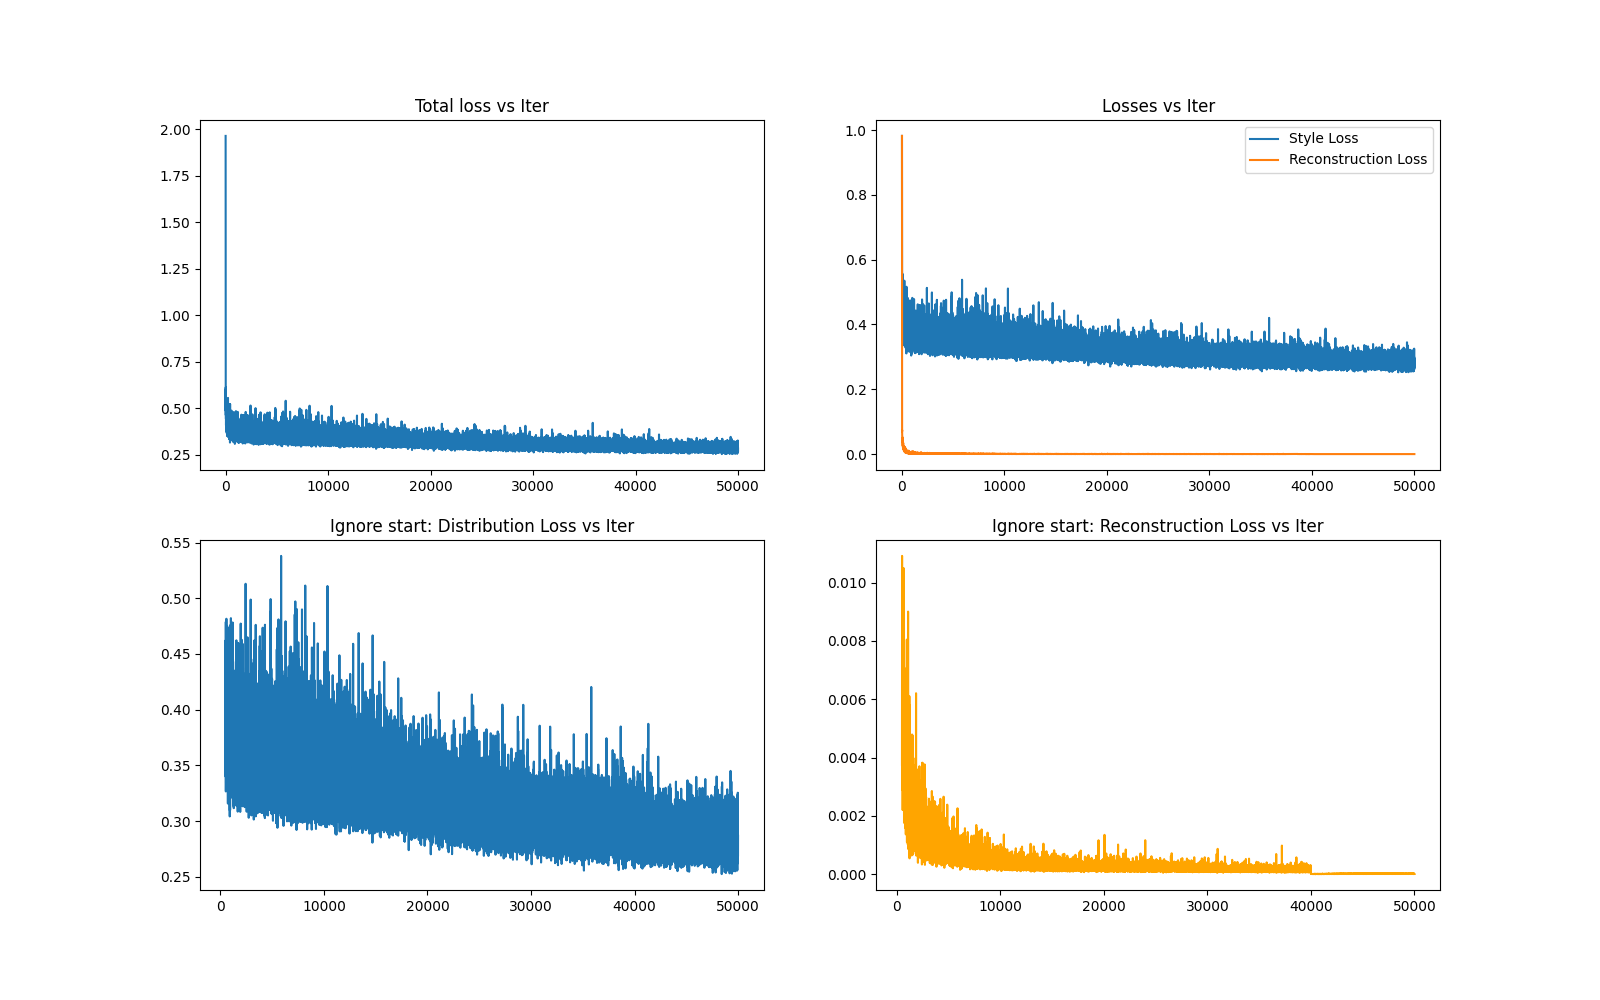 Total loss vs Iter
2.00
1.75
1.50
1.25
1.00
0.75
0.50
0.25
0 10000 20000 30000 40000 50000
Losses vs Iter
Style Loss
Reconstruction Loss
1.0
0.8
0.6
0.4
0.2
0.0
0 10000 20000 30000 40000 50000
Ignore start: Distribution Loss vs Iter
0.55
0.50
0.45
0.40
0.35
0.30
0.25
0 10000 20000 30000 40000 50000
Ignore start: Reconstruction Loss vs Iter
0.010
0.008
0.006
0.004
0.002
0.000
0 10000 20000 30000 40000 50000